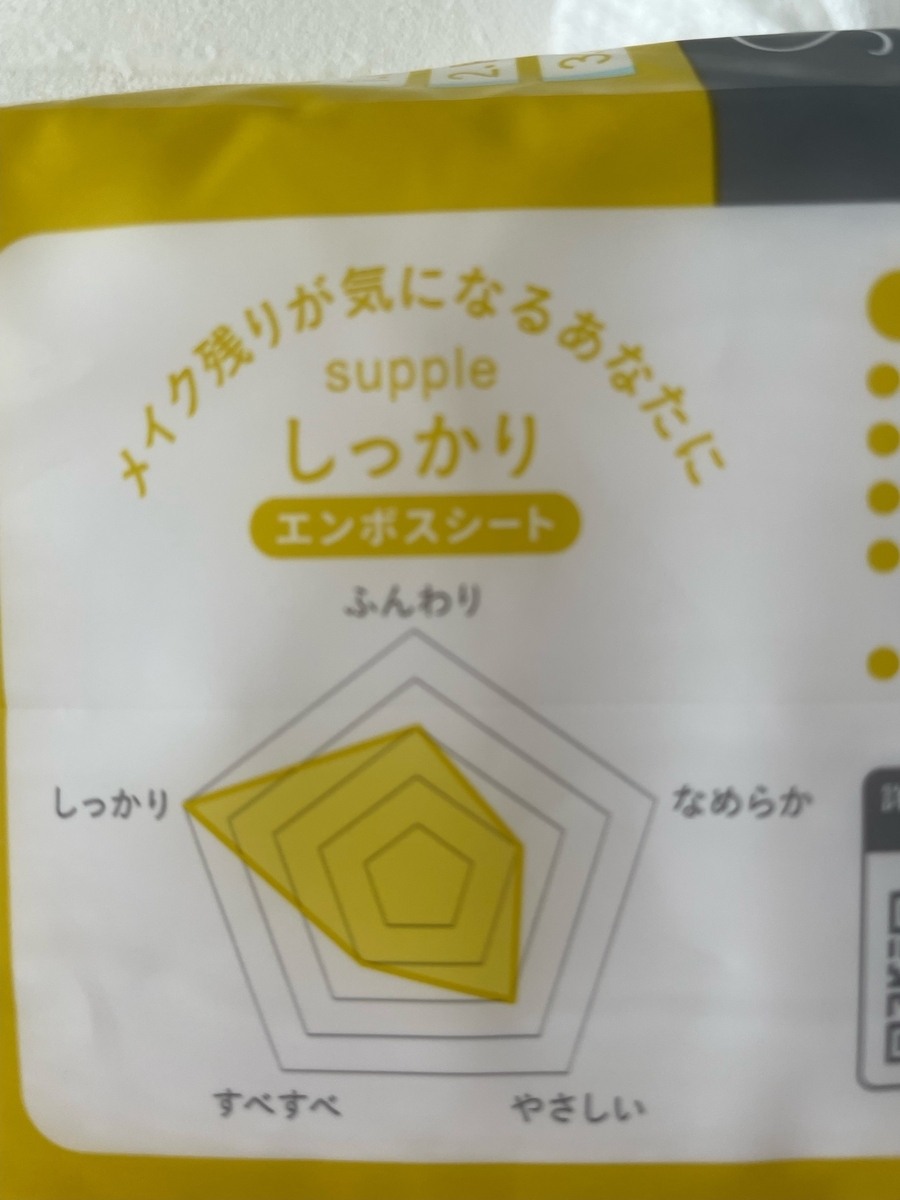 メイク残りが気になるあなたに
supple
しっかり
エンボスシート
ふんわり
しっかり
なめらか
すべすべ
やさしい